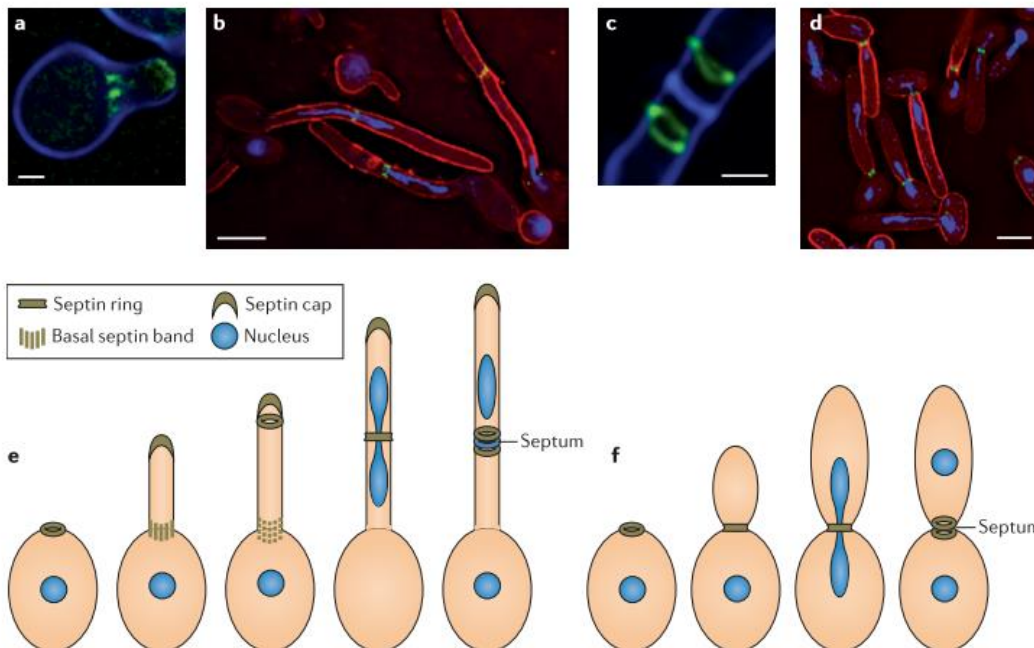 a
b
c
d
Septin ring
Septin cap
Basal septin band
Nucleus
e
Septum
f
Septum